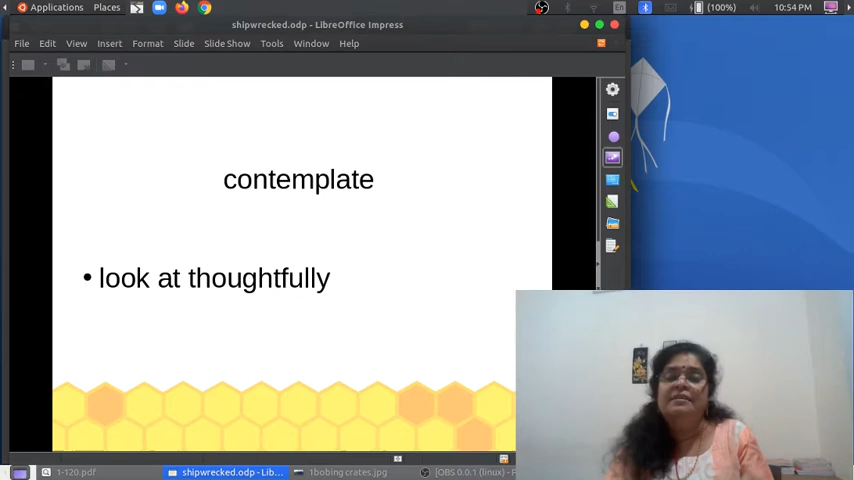 Applications Places En (100%) 10:54 PM
shipwrecked.odp - LibreOffice Impress
File Edit View Insert Format Slide Slide Show Tools Window Help
contemplate
• look at thoughtfully
1-120.pdf shipwrecked.odp - Lib... 1bobing crates.jpg [OBS 0.0.1 (linux) - P...